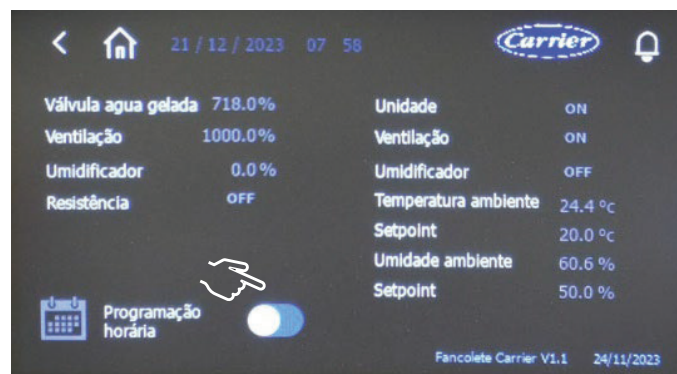 21 / 12 / 2023 07 58
Carrier
Válvula agua gelada 718.0%
Ventilação 1000.0%
Umidificador 0.0%
Resistência OFF
Unidade ON
Ventilação ON
Umidificador OFF
Temperatura ambiente 24.4 °c
Setpoint 20.0 °c
Umidade ambiente 60.6 %
Setpoint 50.0 %
Programação
horária
Fancolete Carrier V1.1 24/11/2023